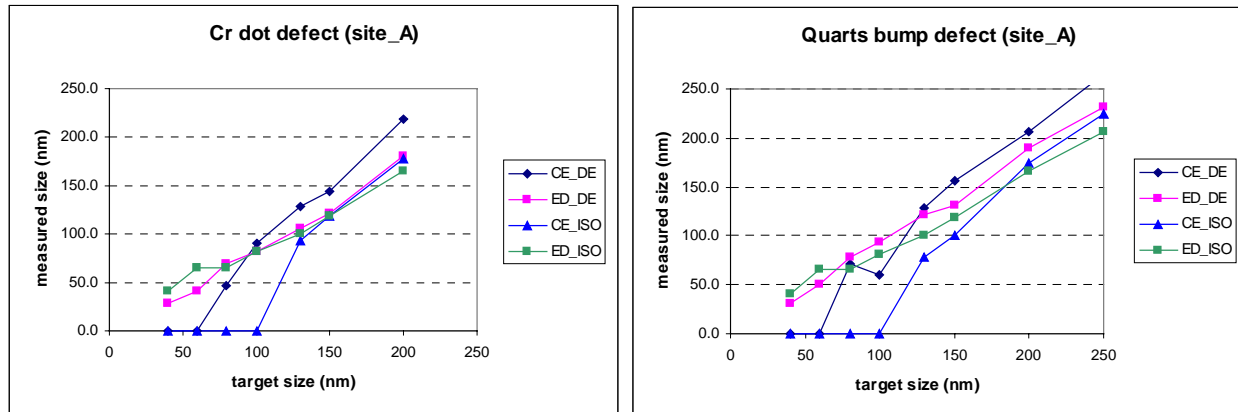 Cr dot defect (site_A)
250.0
200.0
150.0
100.0
50.0
0.0
0 50 100 150 200 250
measured size (nm)
target size (nm)
CE_DE
ED_DE
CE_ISO
ED_ISO
Quarts bump defect (site_A)
250.0
200.0
150.0
100.0
50.0
0.0
0 50 100 150 200 250
measured size (nm)
target size (nm)
CE_DE
ED_DE
CE_ISO
ED_ISO